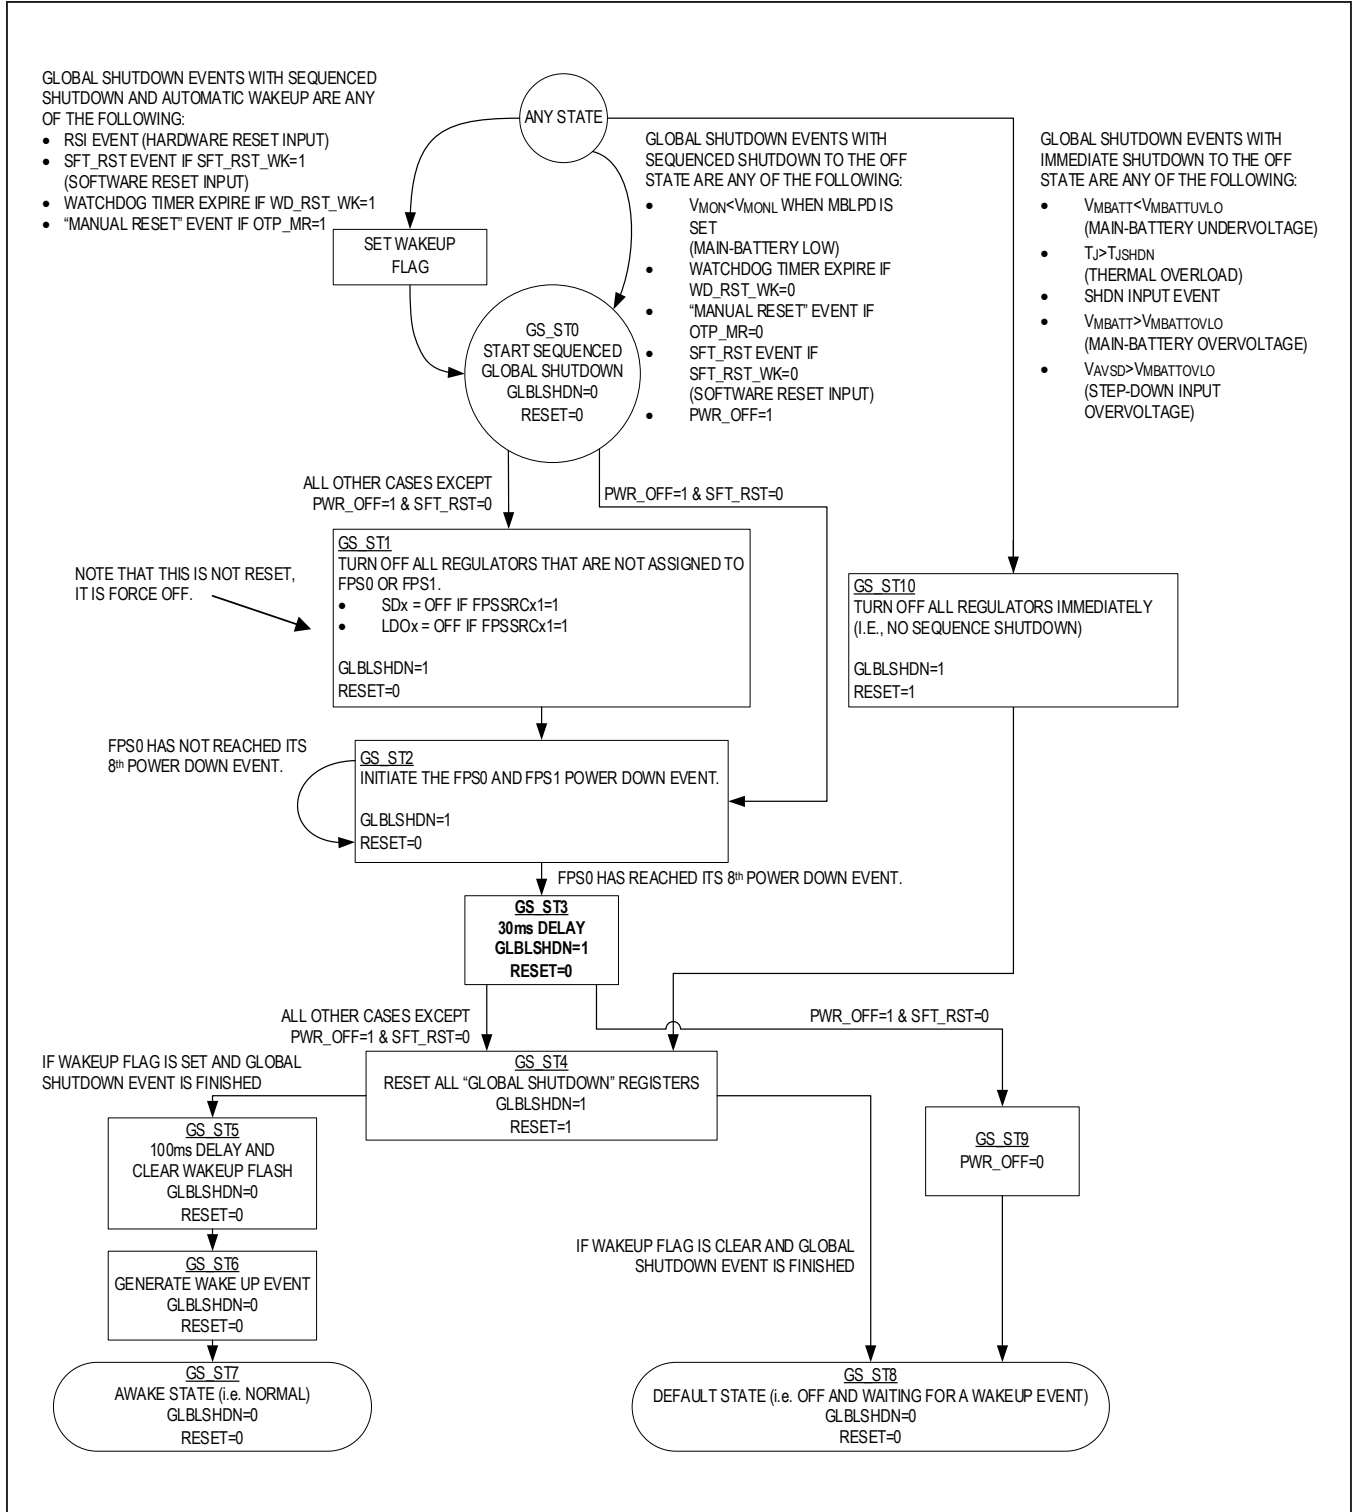 GLOBAL SHUTDOWN EVENTS WITH SEQUENCED
SHUTDOWN AND AUTOMATIC WAKEUP ARE ANY
OF THE FOLLOWING:
• RSI EVENT (HARDWARE RESET INPUT)
• SFT_RST EVENT IF SFT_RST_WK=1
(SOFTWARE RESET INPUT)
• WATCHDOG TIMER EXPIRE IF WD_RST_WK=1
• “MANUAL RESET” EVENT IF OTP_MR=1
ANY STATE
GLOBAL SHUTDOWN EVENTS WITH
SEQUENCED SHUTDOWN TO THE OFF
STATE ARE ANY OF THE FOLLOWING:
• VMON<VMONL WHEN MBLPD IS
SET
(MAIN-BATTERY LOW)
• WATCHDOG TIMER EXPIRE IF
WD_RST_WK=0
• “MANUAL RESET” EVENT IF
OTP_MR=0
• SFT_RST EVENT IF
SFT_RST_WK=0
(SOFTWARE RESET INPUT)
• PWR_OFF=1
GLOBAL SHUTDOWN EVENTS WITH
IMMEDIATE SHUTDOWN TO THE OFF
STATE ARE ANY OF THE FOLLOWING:
• VMBATT<VMBATTUVLO
(MAIN-BATTERY UNDERVOLTAGE)
• TJ>TJSHDN
(THERMAL OVERLOAD)
• SHDN INPUT EVENT
• VMBATT>VMBATTOVLO
(MAIN-BATTERY OVERVOLTAGE)
• VAVSD>VMBATTOVLO
(STEP-DOWN INPUT
OVERVOLTAGE)
SET WAKEUP
FLAG
GS_ST0
START SEQUENCED
GLOBAL SHUTDOWN
GLBLSHDN=0
RESET=0
ALL OTHER CASES EXCEPT
PWR_OFF=1 & SFT_RST=0
PWR_OFF=1 & SFT_RST=0
NOTE THAT THIS IS NOT RESET,
IT IS FORCE OFF.
GS_ST1
TURN OFF ALL REGULATORS THAT ARE NOT ASSIGNED TO
FPS0 OR FPS1.
• SDx = OFF IF FPSSRCx1=1
• LDOx = OFF IF FPSSRCx1=1
GLBLSHDN=1
RESET=0
GS_ST10
TURN OFF ALL REGULATORS IMMEDIATELY
(I.E., NO SEQUENCE SHUTDOWN)
GLBLSHDN=1
RESET=1
FPS0 HAS NOT REACHED ITS
8th POWER DOWN EVENT.
GS_ST2
INITIATE THE FPS0 AND FPS1 POWER DOWN EVENT.
GLBLSHDN=1
RESET=0
FPS0 HAS REACHED ITS 8th POWER DOWN EVENT.
GS_ST3
30ms DELAY
GLBLSHDN=1
RESET=0
ALL OTHER CASES EXCEPT
PWR_OFF=1 & SFT_RST=0
PWR_OFF=1 & SFT_RST=0
IF WAKEUP FLAG IS SET AND GLOBAL
SHUTDOWN EVENT IS FINISHED
GS_ST4
RESET ALL “GLOBAL SHUTDOWN” REGISTERS
GLBLSHDN=1
RESET=1
GS_ST5
100ms DELAY AND
CLEAR WAKEUP FLASH
GLBLSHDN=0
RESET=0
GS_ST9
PWR_OFF=0
IF WAKEUP FLAG IS CLEAR AND GLOBAL
SHUTDOWN EVENT IS FINISHED
GS_ST6
GENERATE WAKE UP EVENT
GLBLSHDN=0
RESET=0
GS_ST7
AWAKE STATE (i.e. NORMAL)
GLBLSHDN=0
RESET=0
GS_ST8
DEFAULT STATE (i.e. OFF AND WAITING FOR A WAKEUP EVENT)
GLBLSHDN=0
RESET=0